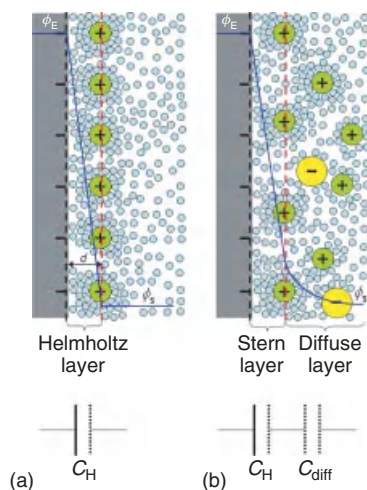 ϕE
d
ϕs
Helmholtz
layer
CH
(a)
ϕE
ϕs
Stern Diffuse
layer layer
CH Cdiff
(b)